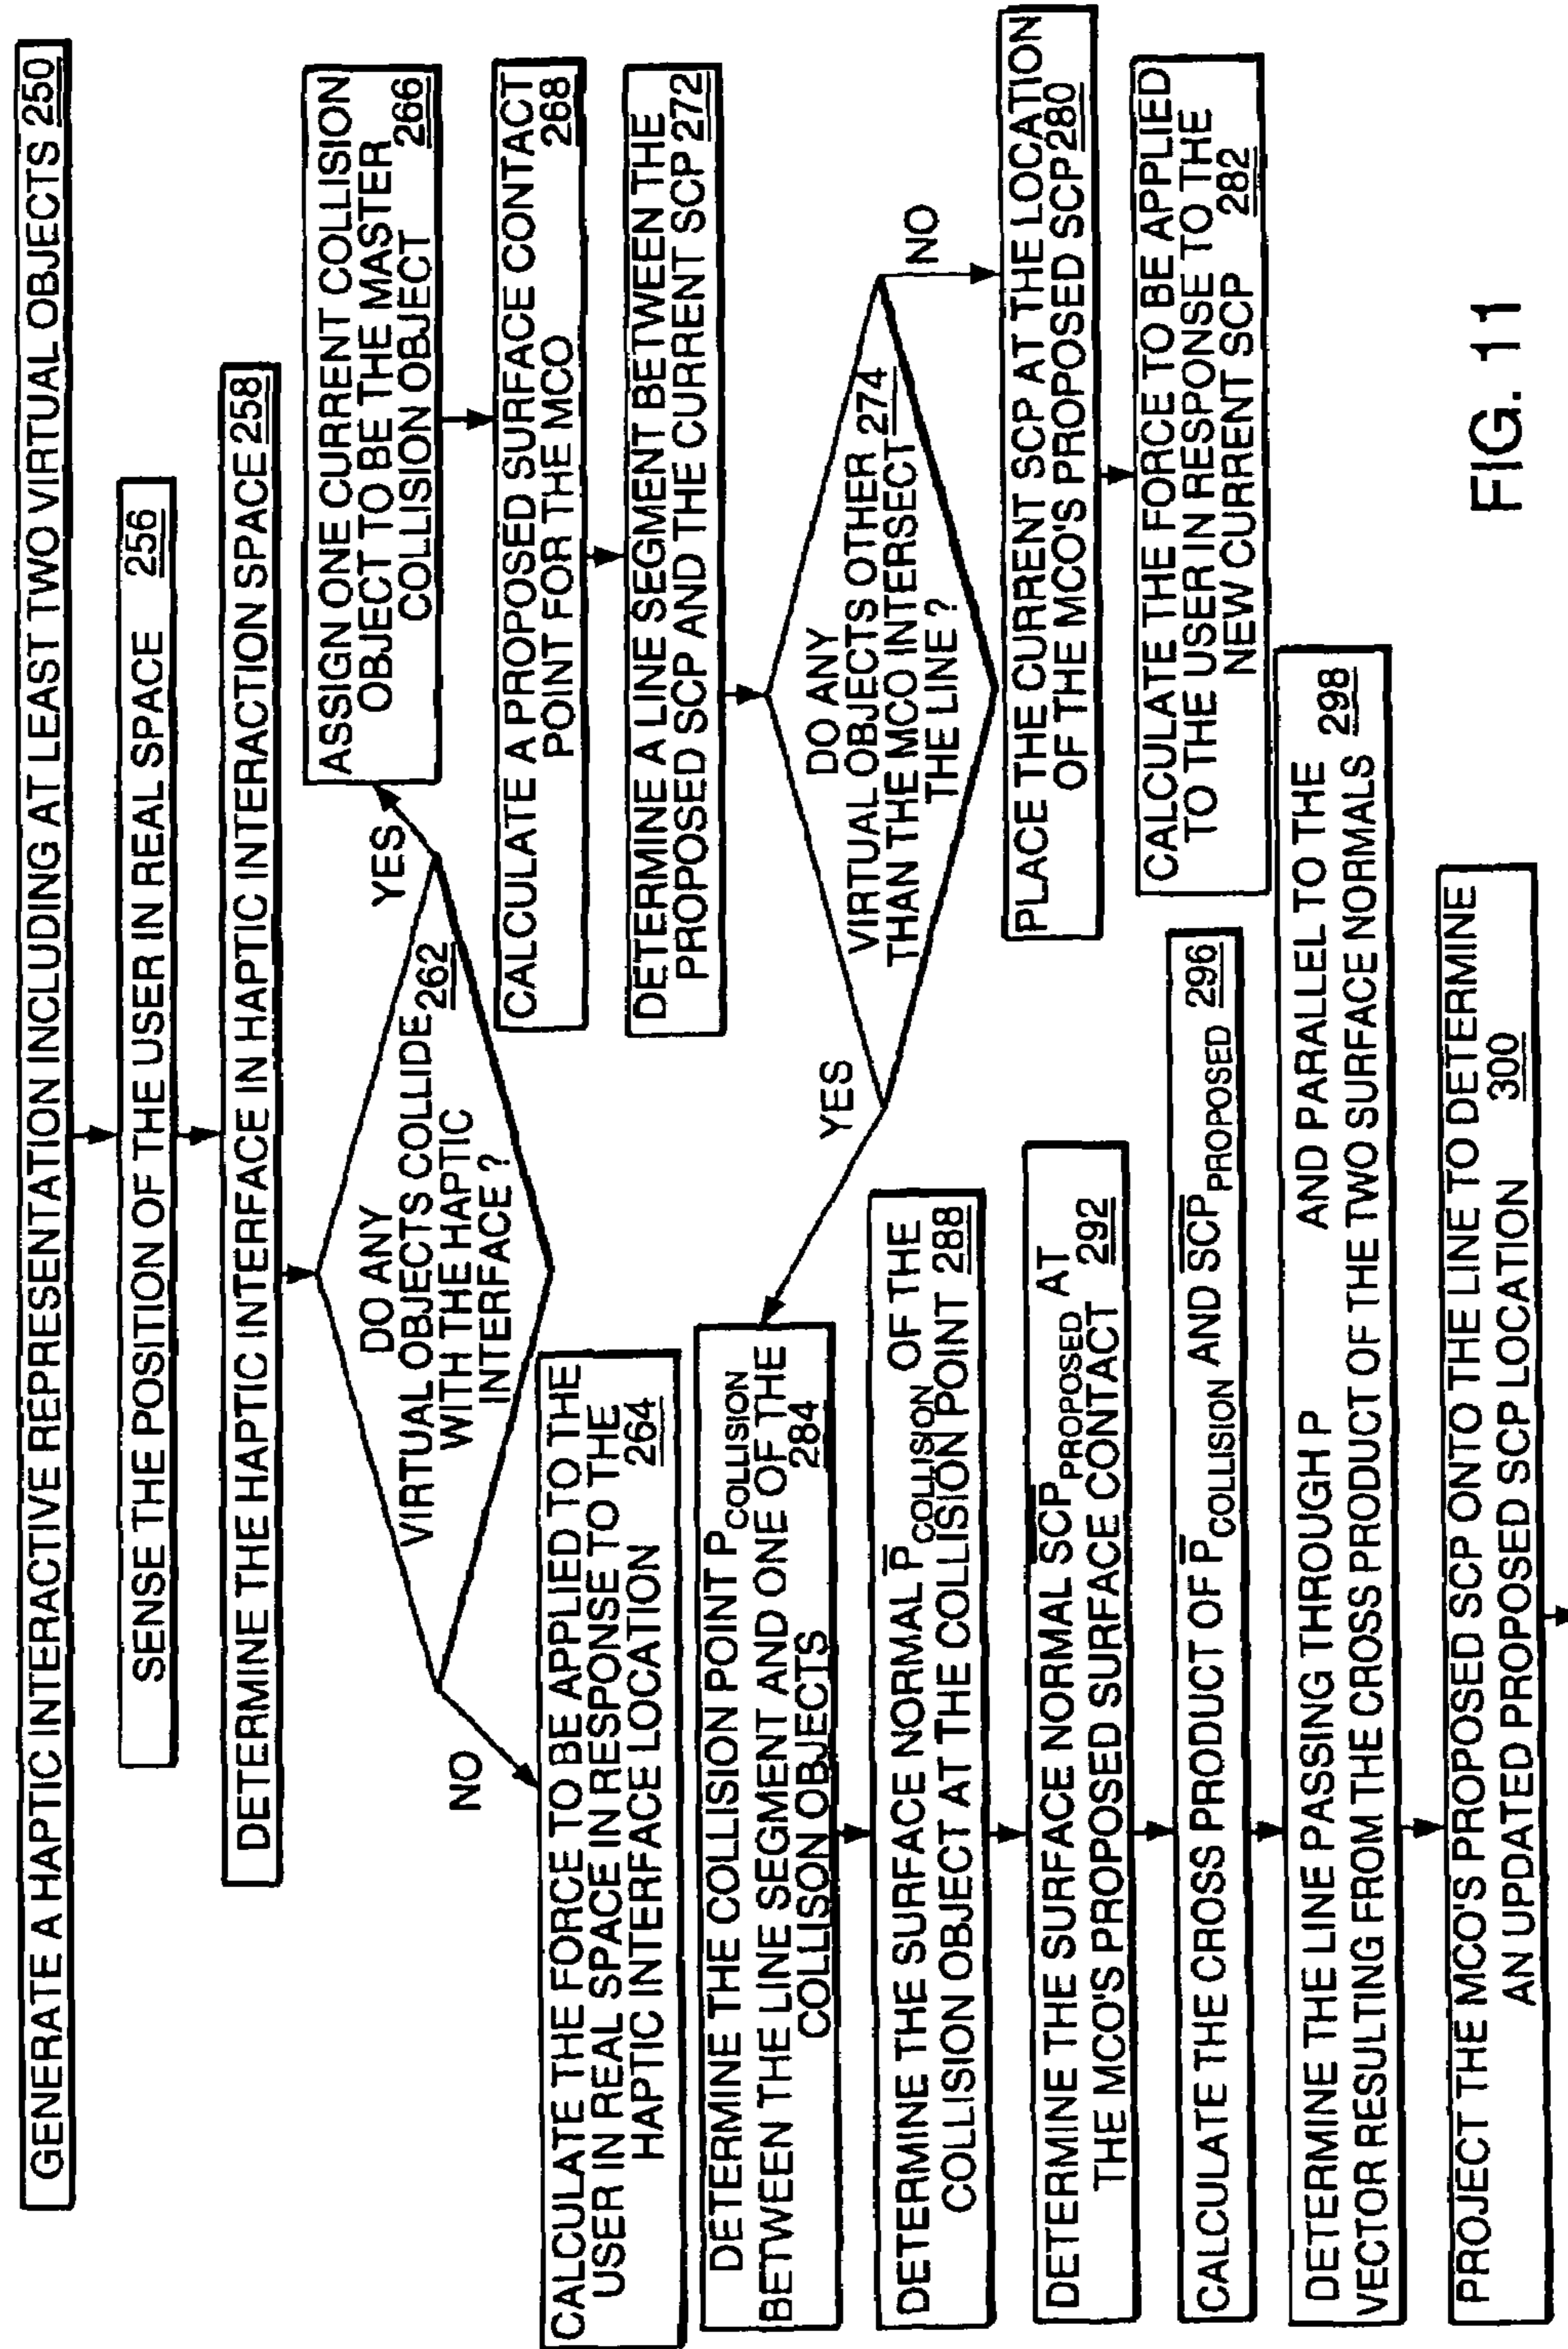 GENERATE A HAPTIC INTERACTIVE REPRESENTATION INCLUDING AT LEAST TWO VIRTUAL OBJECTS 250
SENSE THE POSITION OF THE USER IN REAL SPACE 256
DETERMINE THE HAPTIC INTERFACE IN HAPTIC INTERACTION SPACE 258
DO ANY
VIRTUAL OBJECTS COLLIDE 262
WITH THE HAPTIC
INTERFACE?
NO
YES
CALCULATE THE FORCE TO BE APPLIED TO THE
USER IN REAL SPACE IN RESPONSE TO THE
HAPTIC INTERFACE LOCATION 264
ASSIGN ONE CURRENT COLLISION
OBJECT TO BE THE MASTER
COLLISION OBJECT 266
CALCULATE A PROPOSED SURFACE CONTACT
POINT FOR THE MCO 268
DETERMINE A LINE SEGMENT BETWEEN THE
PROPOSED SCP AND THE CURRENT SCP 272
DO ANY
VIRTUAL OBJECTS OTHER 274
THAN THE MCO INTERSECT
THE LINE?
YES
NO
PLACE THE CURRENT SCP AT THE LOCATION
OF THE MCO'S PROPOSED SCP 280
CALCULATE THE FORCE TO BE APPLIED
TO THE USER IN RESPONSE TO THE
NEW CURRENT SCP 282
DETERMINE THE COLLISION POINT P COLLISION
BETWEEN THE LINE SEGMENT AND ONE OF THE
COLLISON OBJECTS 284
DETERMINE THE SURFACE NORMAL P̅ COLLISION OF THE
COLLISION OBJECT AT THE COLLISION POINT 288
DETERMINE THE SURFACE NORMAL S̅C̅P̅ PROPOSED AT
THE MCO'S PROPOSED SURFACE CONTACT 292
CALCULATE THE CROSS PRODUCT OF P̅ COLLISION AND S̅C̅P̅ PROPOSED 296
DETERMINE THE LINE PASSING THROUGH P AND PARALLEL TO THE
VECTOR RESULTING FROM THE CROSS PRODUCT OF THE TWO SURFACE NORMALS 298
PROJECT THE MCO'S PROPOSED SCP ONTO THE LINE TO DETERMINE
AN UPDATED PROPOSED SCP LOCATION 300
FIG. 11